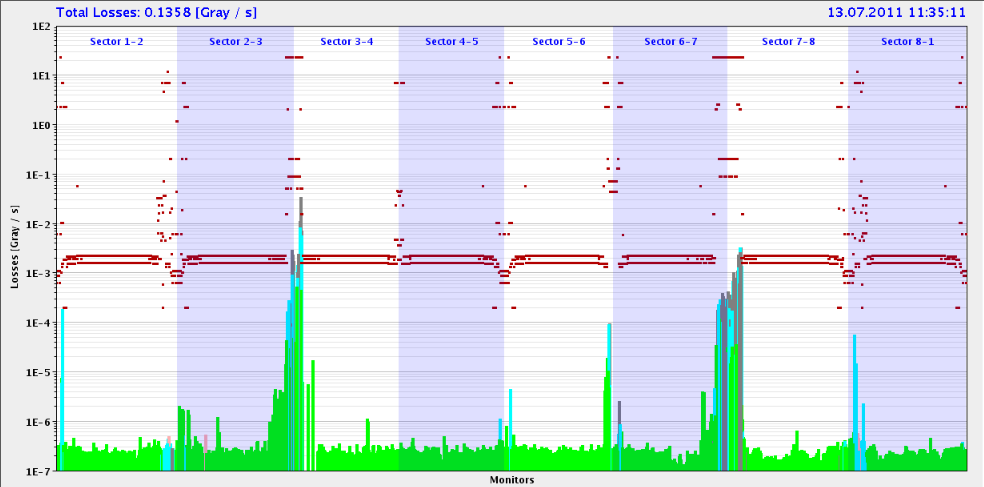 Total Losses: 0.1358 [Gray / s]
13.07.2011 11:35:11
1E2
Sector 1-2
Sector 2-3
Sector 3-4
Sector 4-5
Sector 5-6
Sector 6-7
Sector 7-8
Sector 8-1
1E1
1E0
1E-1
1E-2
1E-3
1E-4
1E-5
1E-6
1E-7
Losses [Gray / s]
Monitors